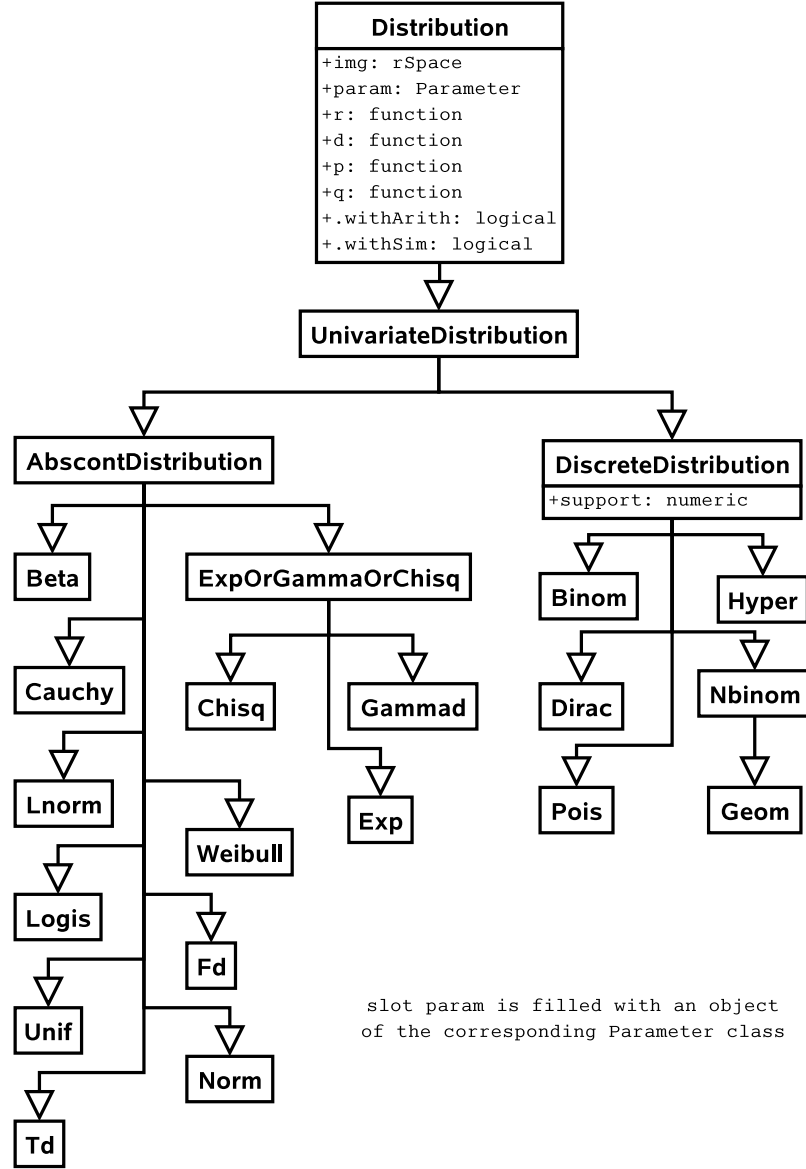 Distribution
+img: rSpace
+param: Parameter
+r: function
+d: function
+p: function
+q: function
+.withArith: logical
+.withSim: logical
UnivariateDistribution
AbscontDistribution
DiscreteDistribution
+support: numeric
Beta
ExpOrGammaOrChisq
Binom
Hyper
Cauchy
Chisq
Gammad
Dirac
Nbinom
Lnorm
Weibull
Exp
Pois
Geom
Logis
Fd
Unif
Norm
Td
slot param is filled with an object
of the corresponding Parameter class